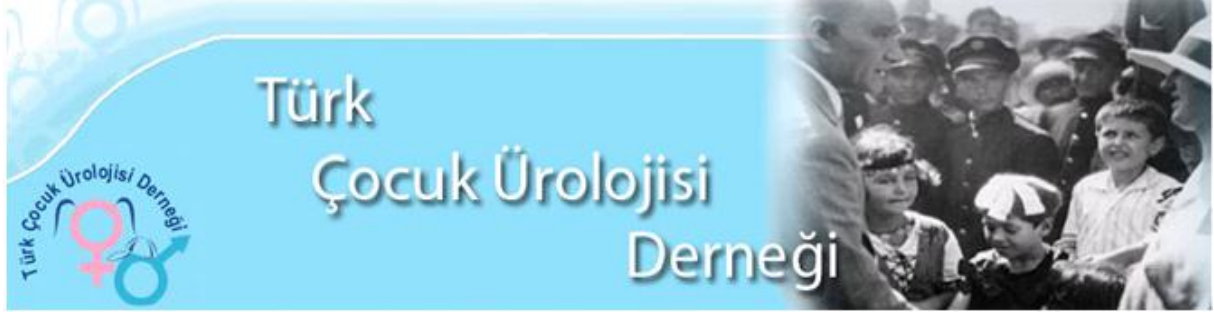 Türk
Çocuk Ürolojisi
Derneği
Türk Çocuk Ürolojisi Derneği